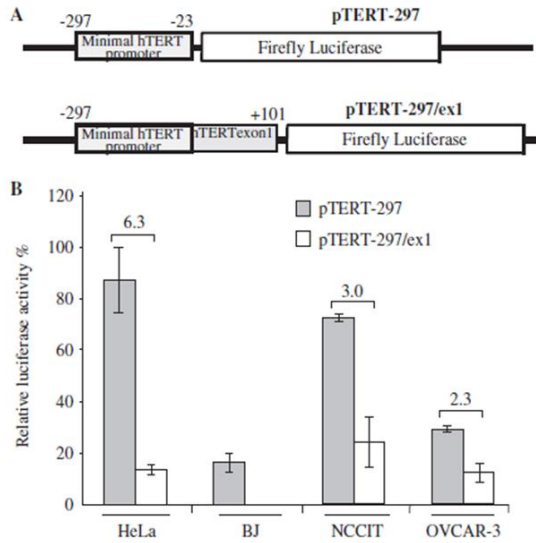 A
-297
-23
pTERT-297
Minimal hTERT
promoter
Firefly Luciferase
-297
+101
pTERT-297/ex1
Minimal hTERT
promoter
hTERTexon1
Firefly Luciferase
B
120
100
80
60
40
20
0
Relative luciferase activity %
pTERT-297
pTERT-297/ex1
6.3
3.0
2.3
HeLa
BJ
NCCIT
OVCAR-3